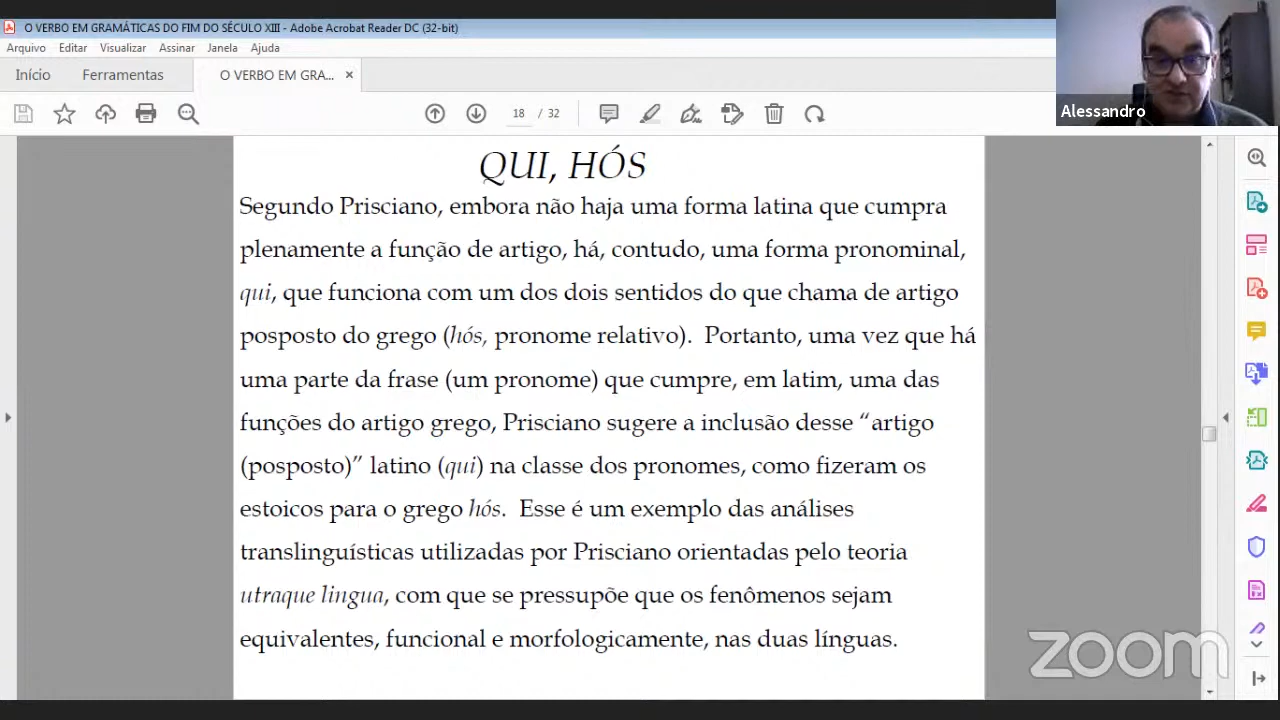 O VERBO EM GRAMÁTICAS DO FIM DO SÉCULO XIII - Adobe Acrobat Reader DC (32-bit)
Arquivo Editar Visualizar Assinar Janela Ajuda
Início Ferramentas O VERBO EM GRA... ×
18 / 32
Alessandro
QUI, HÓS
Segundo Prisciano, embora não haja uma forma latina que cumpra
plenamente a função de artigo, há, contudo, uma forma pronominal,
qui, que funciona com um dos dois sentidos do que chama de artigo
posposto do grego (hós, pronome relativo). Portanto, uma vez que há
uma parte da frase (um pronome) que cumpre, em latim, uma das
funções do artigo grego, Prisciano sugere a inclusão desse “artigo
(posposto)” latino (qui) na classe dos pronomes, como fizeram os
estoicos para o grego hós. Esse é um exemplo das análises
translinguísticas utilizadas por Prisciano orientadas pelo teoria
utraque lingua, com que se pressupõe que os fenômenos sejam
equivalentes, funcional e morfologicamente, nas duas línguas.
zoom